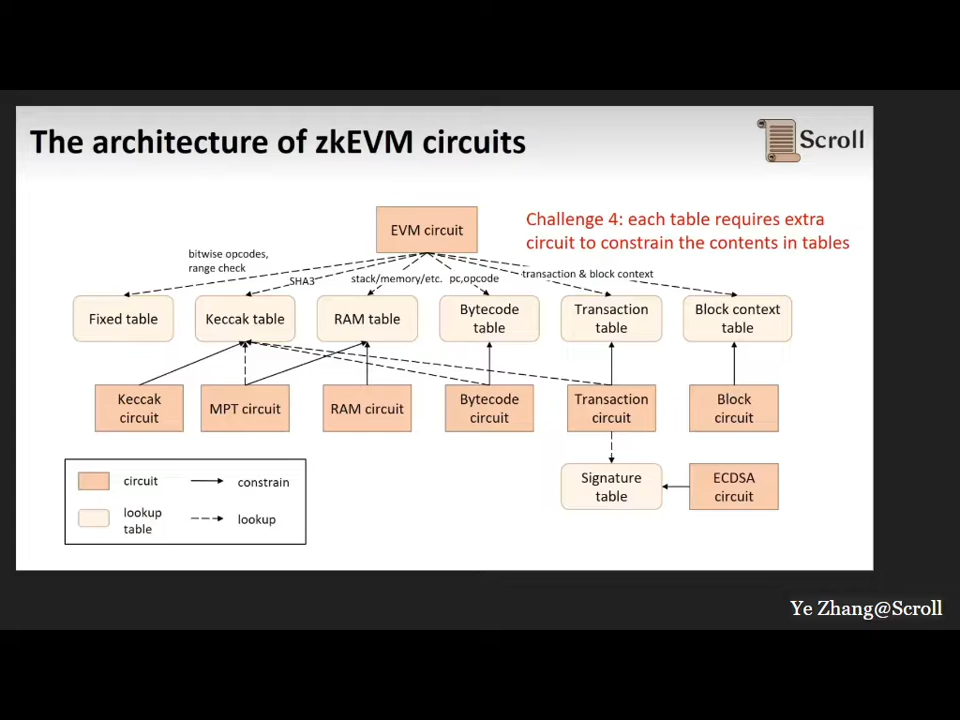 The architecture of zkEVM circuits
Scroll
EVM circuit
Challenge 4: each table requires extra
circuit to constrain the contents in tables
bitwise opcodes,
range check
SHA3
stack/memory/etc.
pc,opcode
transaction & block context
Fixed table
Keccak table
RAM table
Bytecode
table
Transaction
table
Block context
table
Keccak
circuit
MPT circuit
RAM circuit
Bytecode
circuit
Transaction
circuit
Block
circuit
circuit
constrain
lookup
table
lookup
Signature
table
ECDSA
circuit
Ye Zhang@Scroll